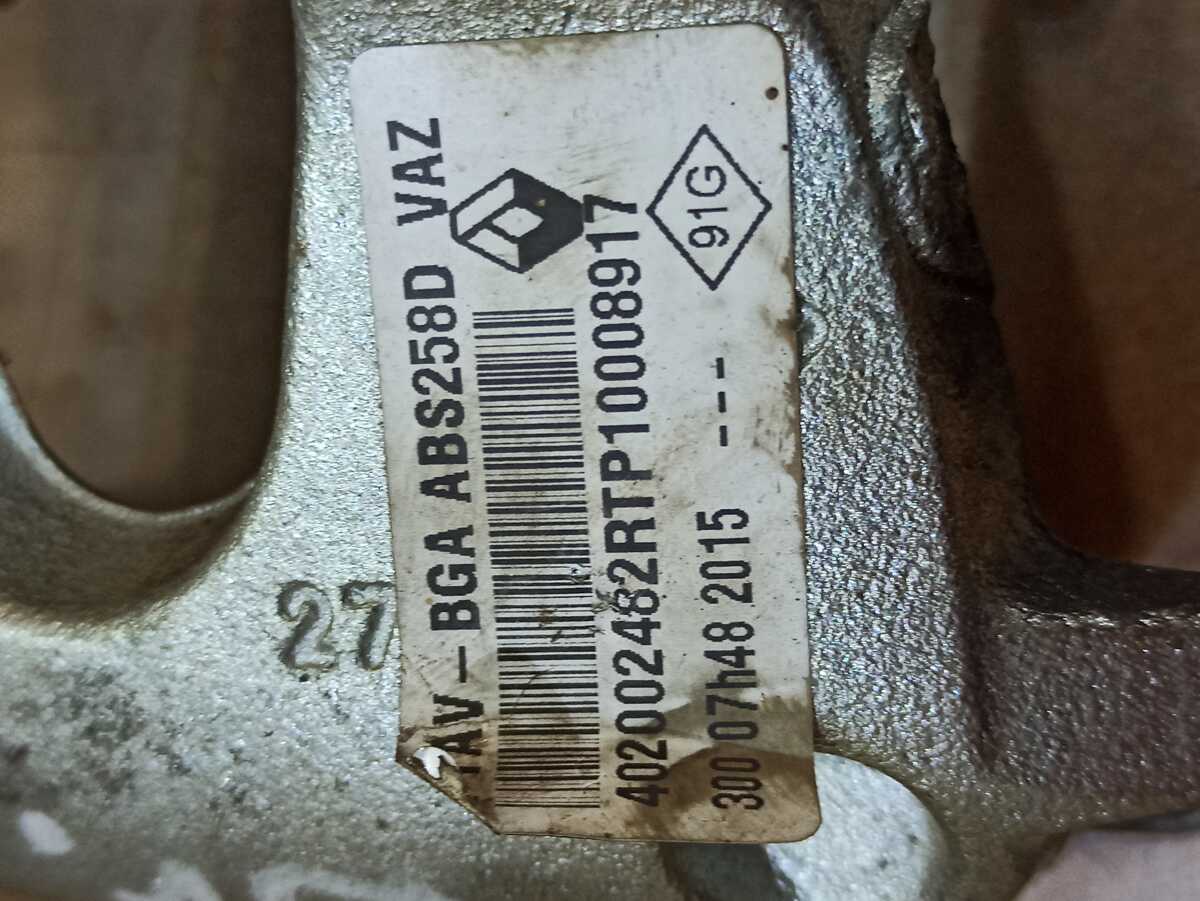 TAV – BGA ABS258D VAZ
402002482RTP10008917
300 07h48 2015 ---
91G
27